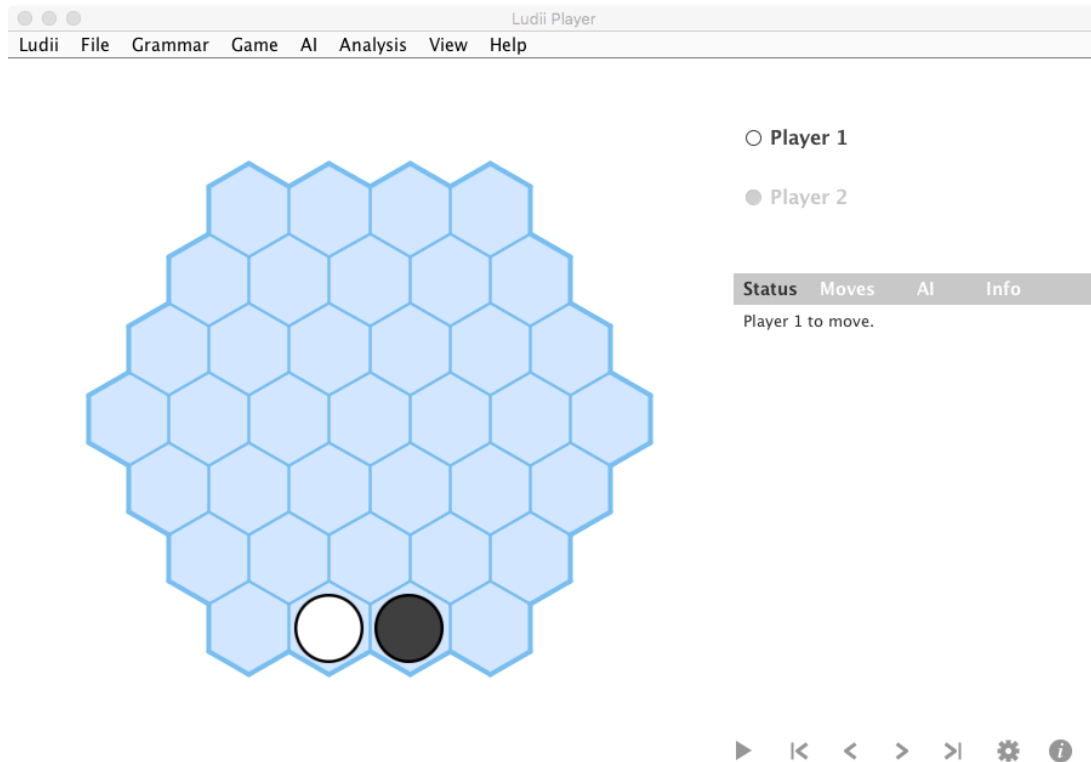 Ludii Player
Ludii File Grammar Game AI Analysis View Help
Player 1
Player 2
Status Moves AI Info
Player 1 to move.